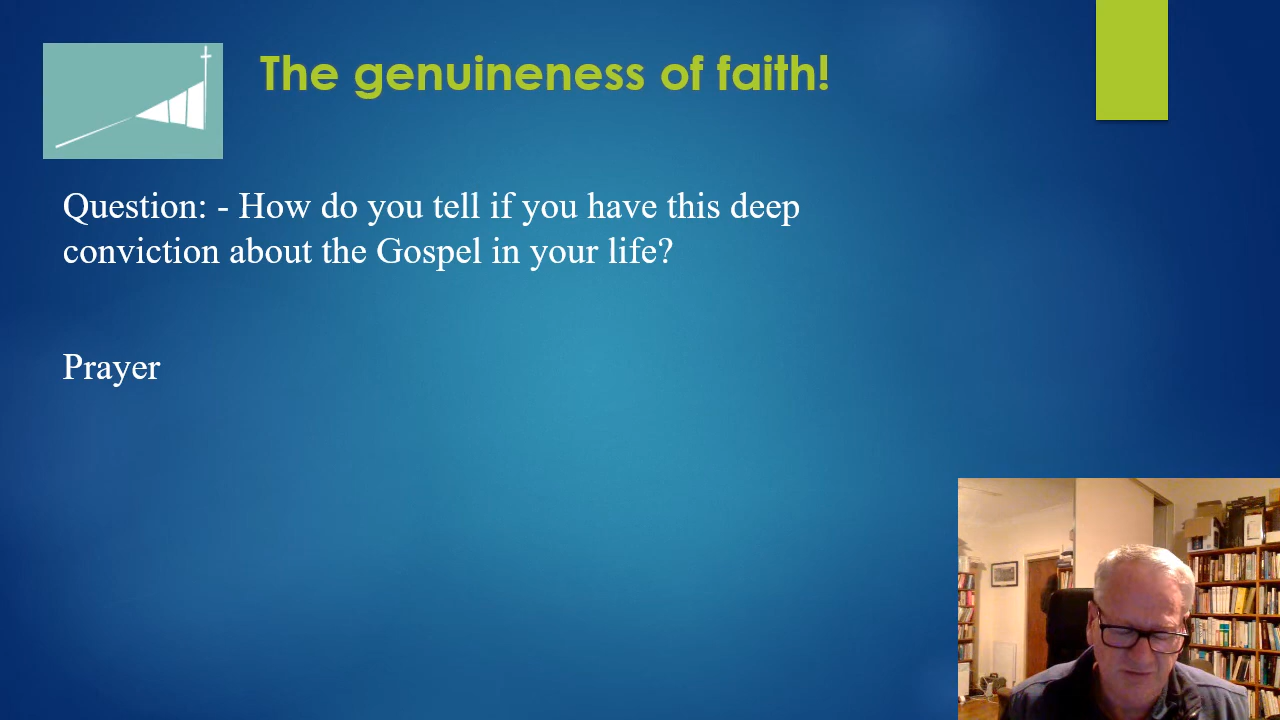 The genuineness of faith!
Question: - How do you tell if you have this deep
conviction about the Gospel in your life?
Prayer